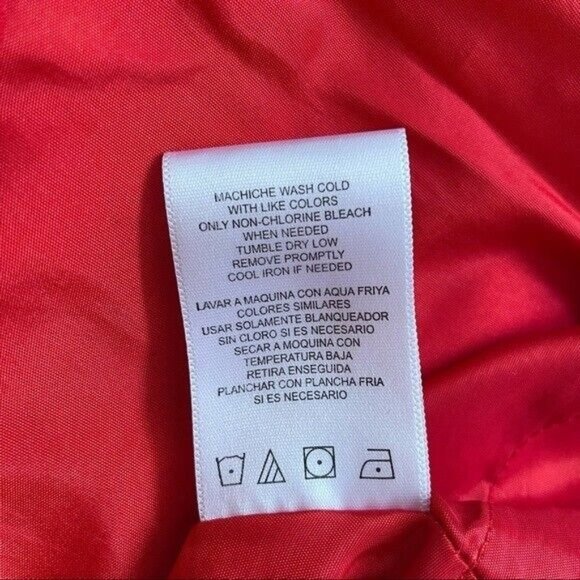 MACHICHE WASH COLD
WITH LIKE COLORS
ONLY NON-CHLORINE BLEACH
WHEN NEEDED
TUMBLE DRY LOW
REMOVE PROMPTLY
COOL IRON IF NEEDED
LAVAR A MAQUINA CON AQUA FRIYA
COLORES SIMILARES
USAR SOLAMENTE BLANQUEADOR
SIN CLORO SI ES NECESARIO
SECAR A MOQUINA CON
TEMPERATURA BAJA
RETIRA ENSEGUIDA
PLANCHAR CON PLANCHA FRIA
SI ES NECESARIO